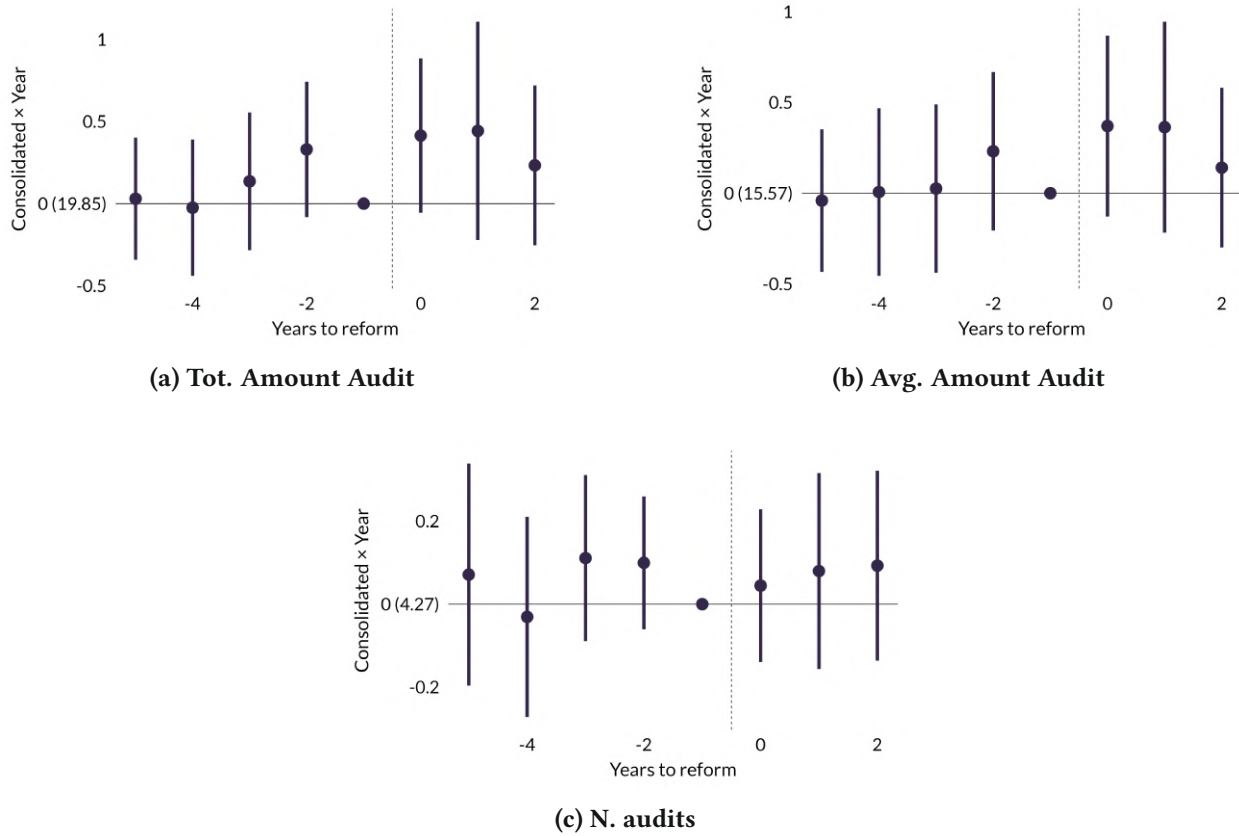 1
0.5
0 (19.85)
-0.5
Consolidated × Year
-4
-2
0
2
Years to reform
(a) Tot. Amount Audit
1
0.5
0 (15.57)
-0.5
Consolidated × Year
-4
-2
0
2
Years to reform
(b) Avg. Amount Audit
0.2
0 (4.27)
-0.2
Consolidated × Year
-4
-2
0
2
Years to reform
(c) N. audits